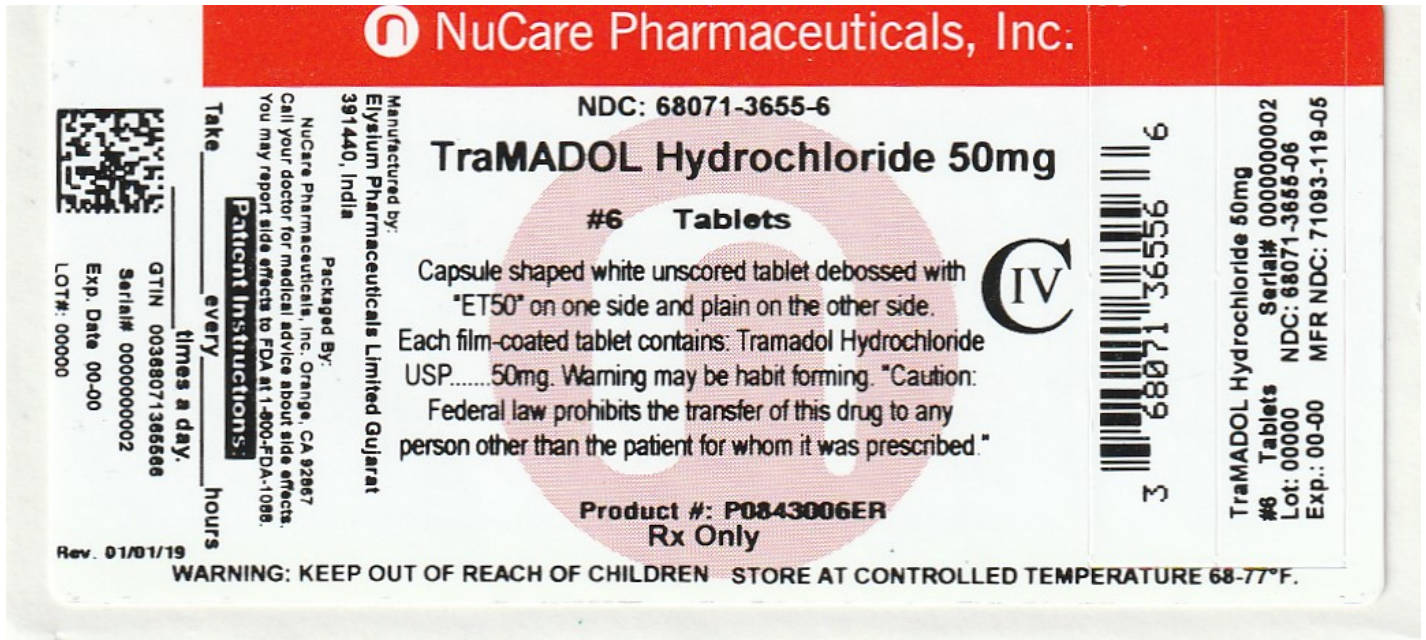 n NuCare Pharmaceuticals, Inc.
NDC: 68071-3655-6
TraMADOL Hydrochloride 50mg
#6 Tablets
Capsule shaped white unscored tablet debossed with
"ET50" on one side and plain on the other side.
Each film-coated tablet contains: Tramadol Hydrochloride
USP.......50mg. Warning may be habit forming. "Caution:
Federal law prohibits the transfer of this drug to any
person other than the patient for whom it was prescribed."
CIV
Product #: P0843006ER
Rx Only
WARNING: KEEP OUT OF REACH OF CHILDREN STORE AT CONTROLLED TEMPERATURE 68-77°F.
Manufactured by:
Elysium Pharmaceuticals Limited Gujarat
391440, India
Packaged By:
NuCare Pharmaceuticals, Inc. Orange, CA 92867
Call your doctor for medical advice about side effects.
You may report side effects to FDA at 1-800-FDA-1088.
Patient Instructions:
Take ______ every ______ hours
______ times a day.
GTIN 00368071365566
Serial# 00000000002
Exp. Date 00-00
LOT#: 00000
Rev. 01/01/19
3 68071 36556 6
TraMADOL Hydrochloride 50mg
#6 Tablets Serial# 00000000002
Lot: 00000 NDC: 68071-3655-06
Exp.: 00-00 MFR NDC: 71093-119-05